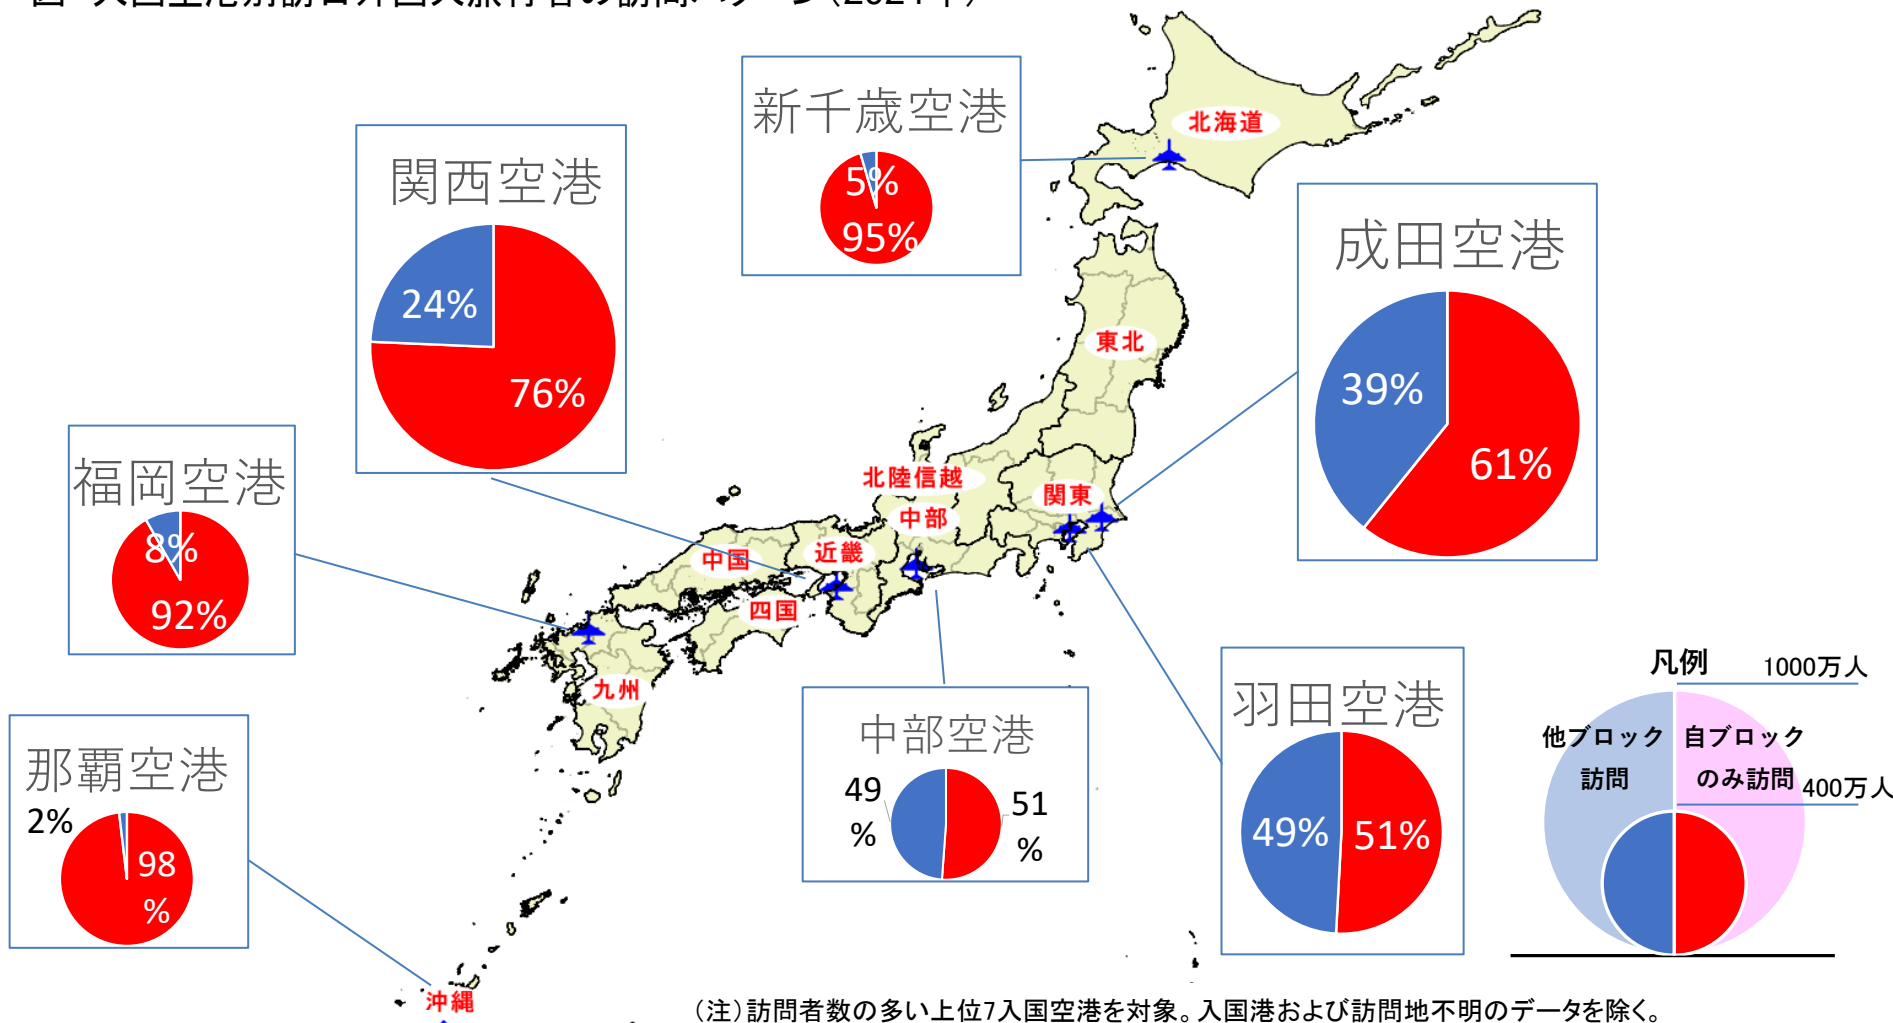 新千歳空港
5%
95%
北海道
関西空港
24%
76%
成田空港
39%
61%
東北
福岡空港
8%
92%
北陸信越
関東
中部
近畿
中国
四国
九州
那覇空港
2%
98
%
沖縄
中部空港
49
%
51
%
羽田空港
49%
51%
凡例
1000万人
他ブロック
訪問
自ブロック
のみ訪問
400万人
(注)訪問者数の多い上位7入国空港を対象。入国港および訪問地不明のデータを除く。